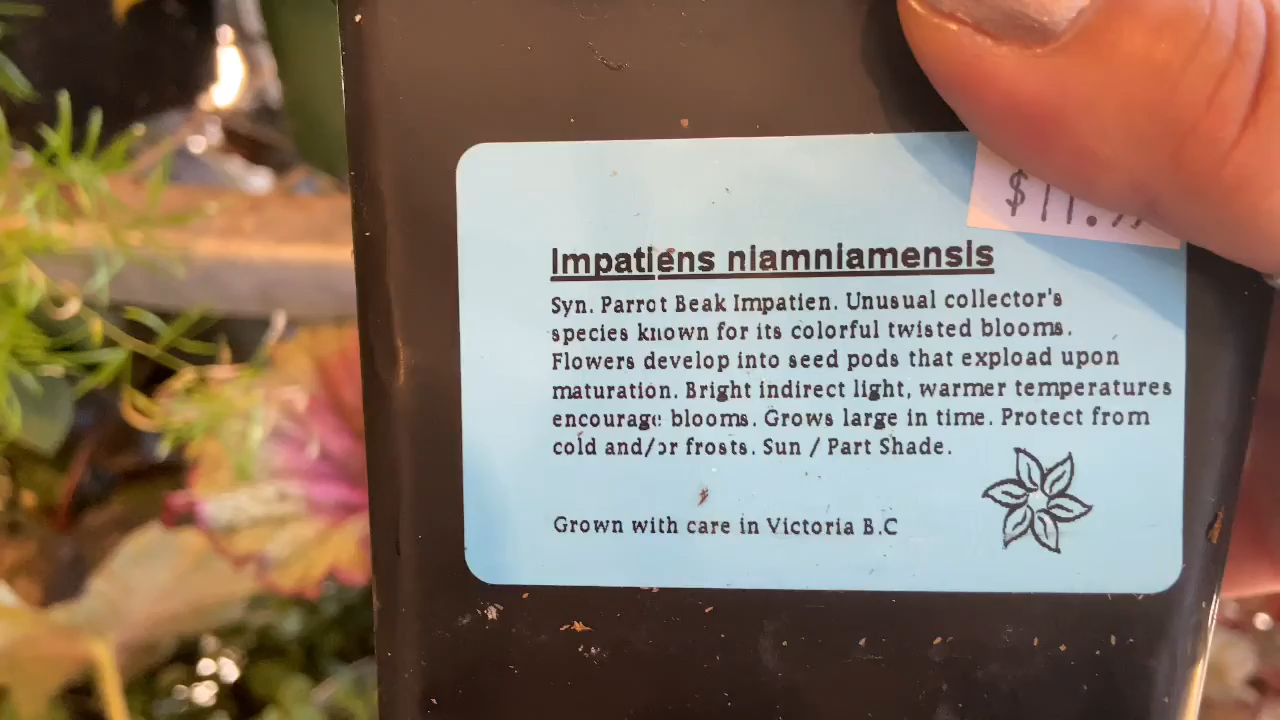 $11.
Impatiens niamniamensis
Syn. Parrot Beak Impatien. Unusual collector's
species known for its colorful twisted blooms.
Flowers develop into seed pods that expload upon
maturation. Bright indirect light, warmer temperatures
encourage blooms. Grows large in time. Protect from
cold and/or frosts. Sun / Part Shade.
Grown with care in Victoria B.C